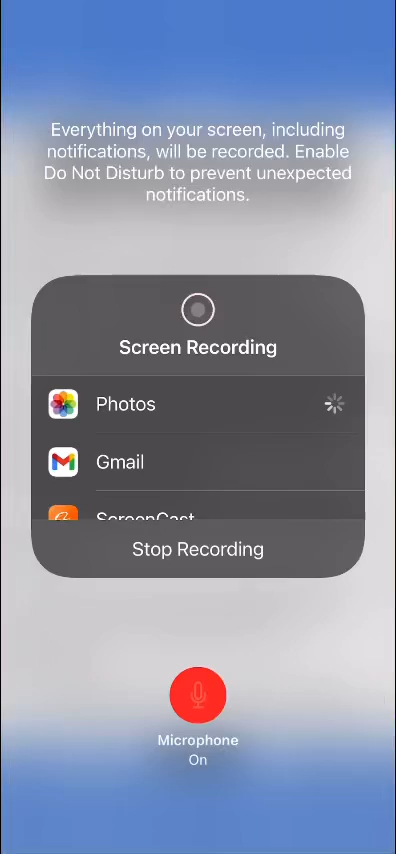 Everything on your screen, including
notifications, will be recorded. Enable
Do Not Disturb to prevent unexpected
notifications.
Screen Recording
Photos
Gmail
ScreenCast
Stop Recording
Microphone
On